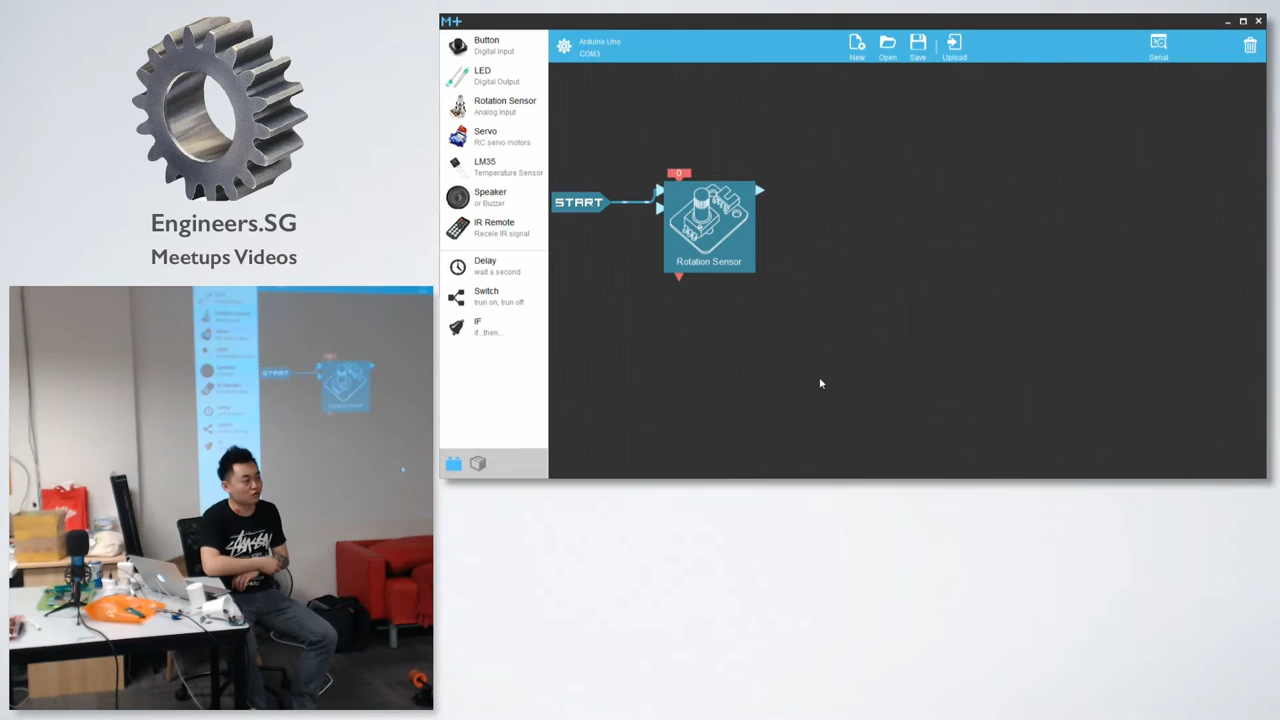 Engineers.SG
Meetups Videos
M+
Button
Digital Input
LED
Digital Output
Rotation Sensor
Analog Input
Servo
RC servo motors
LM35
Temperature Sensor
Speaker
or Buzzer
IR Remote
Receie IR signal
Delay
wait a second
Switch
trun on, trun off
IF
if...then...
Arduino Uno
COM3
New
Open
Save
Upload
Serial
START
0
Rotation Sensor
START